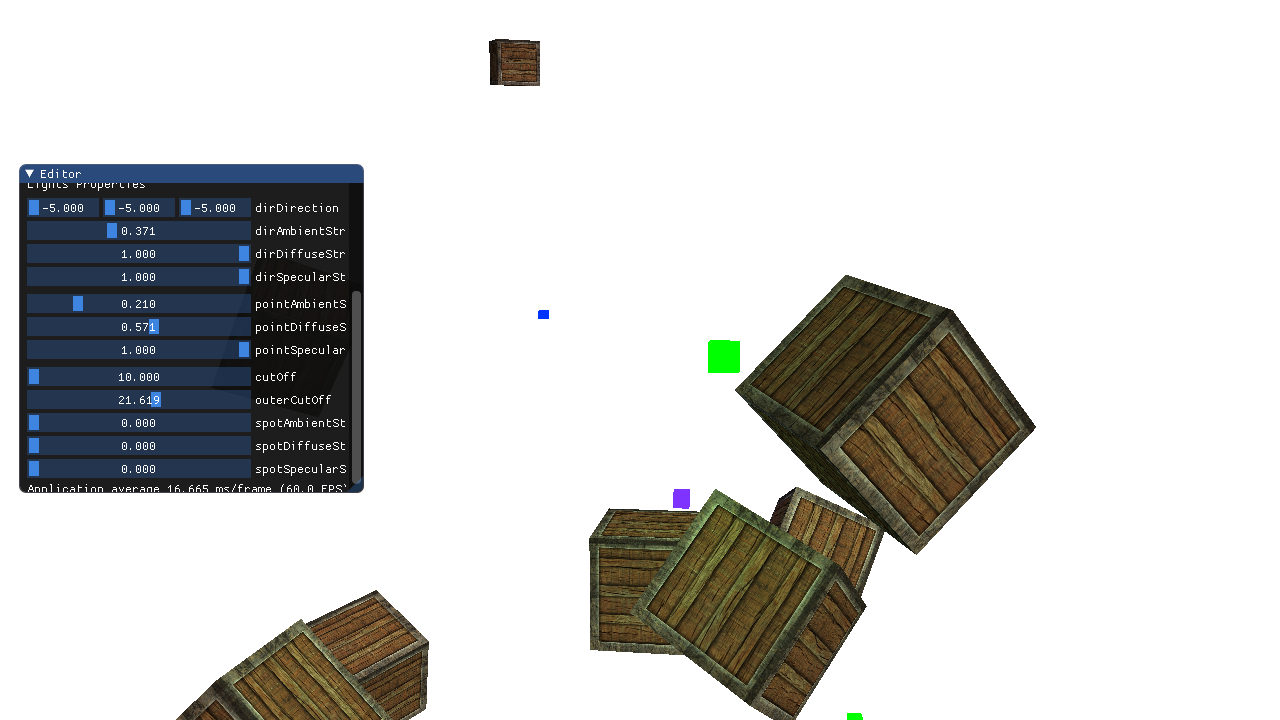 Editor
Lights Properties
-5.000 -5.000 -5.000 dirDirection
0.371 dirAmbientStr
1.000 dirDiffuseStr
1.000 dirSpecularSt
0.210 pointAmbientS
0.571 pointDiffuseS
1.000 pointSpecular
10.000 cutOff
21.619 outerCutOff
0.000 spotAmbientSt
0.000 spotDiffuseSt
0.000 spotSpecularS
Application average 16.665 ms/frame (60.0 FPS)